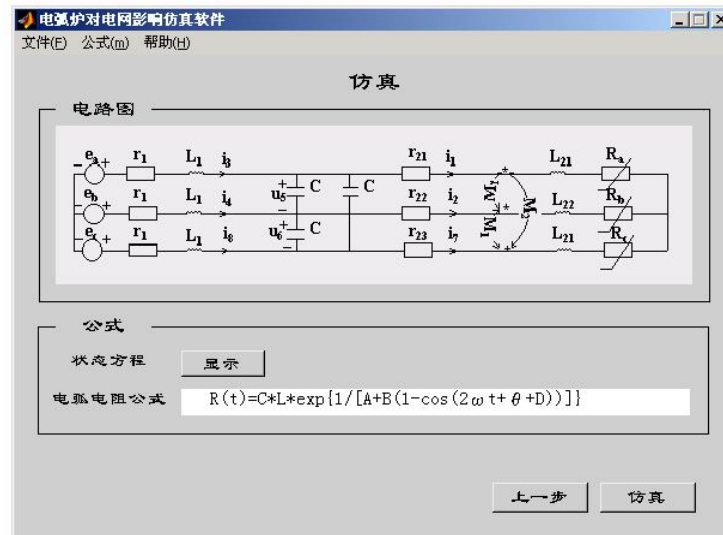 电弧炉对电网影响仿真软件
文件(F) 公式(m) 帮助(H)
仿真
电路图
ea r1 L1 i3 r21 i1 L21 Ra
u5 C C M1
eb r1 L1 i4 r22 i2 M2 L22 Rb
u6 C M1
ec r1 L1 i8 r23 i7 L21 Rc
公式
状态方程 显示
电弧电阻公式 R(t)=C*L*exp{1/[A+B(1-cos(2ωt+θ+D))]}
上一步 仿真